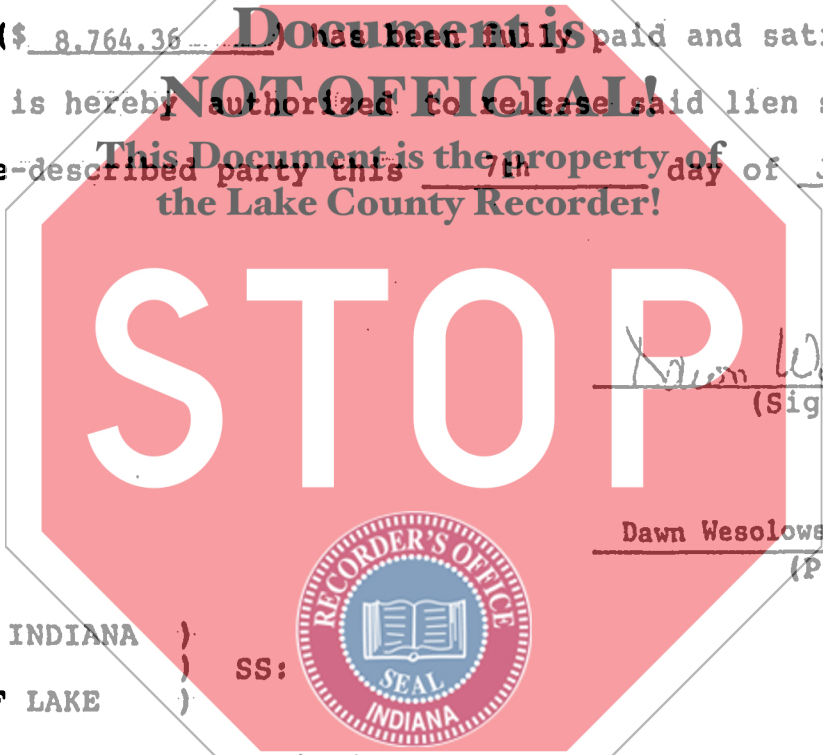 Document is
($ 8,764.36 ) has been fully paid and sati
NOT OFFICIAL!
is hereby authorized to release said lien s
This Document is the property of
e-described party this 7th day of J
the Lake County Recorder!
STOP
Dawn W
(Sig
Dawn Wesolows
(P
RECORDER'S OFFICE
SEAL
INDIANA
INDIANA )
) SS:
F LAKE )